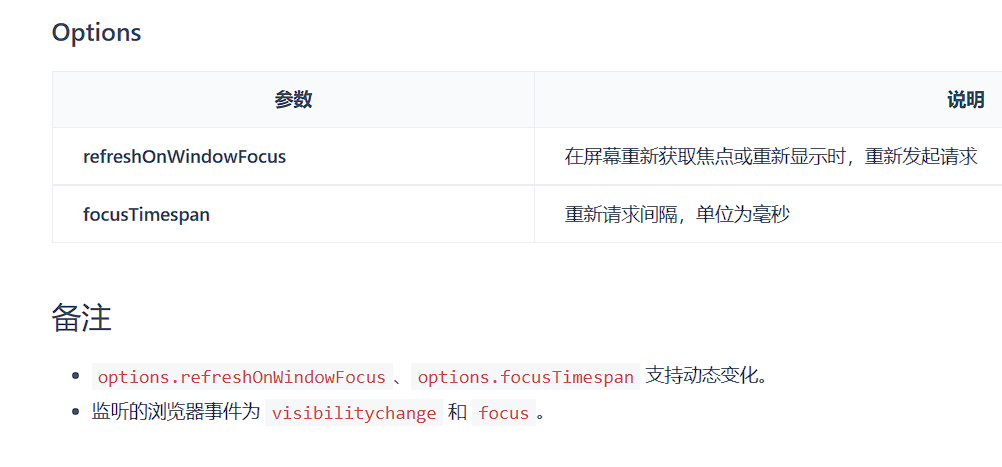 Options
参数 说明
refreshOnWindowFocus 在屏幕重新获取焦点或重新显示时，重新发起请求
focusTimespan 重新请求间隔，单位为毫秒
备注
options.refreshOnWindowFocus、options.focusTimespan 支持动态变化。
监听的浏览器事件为 visibilitychange 和 focus。